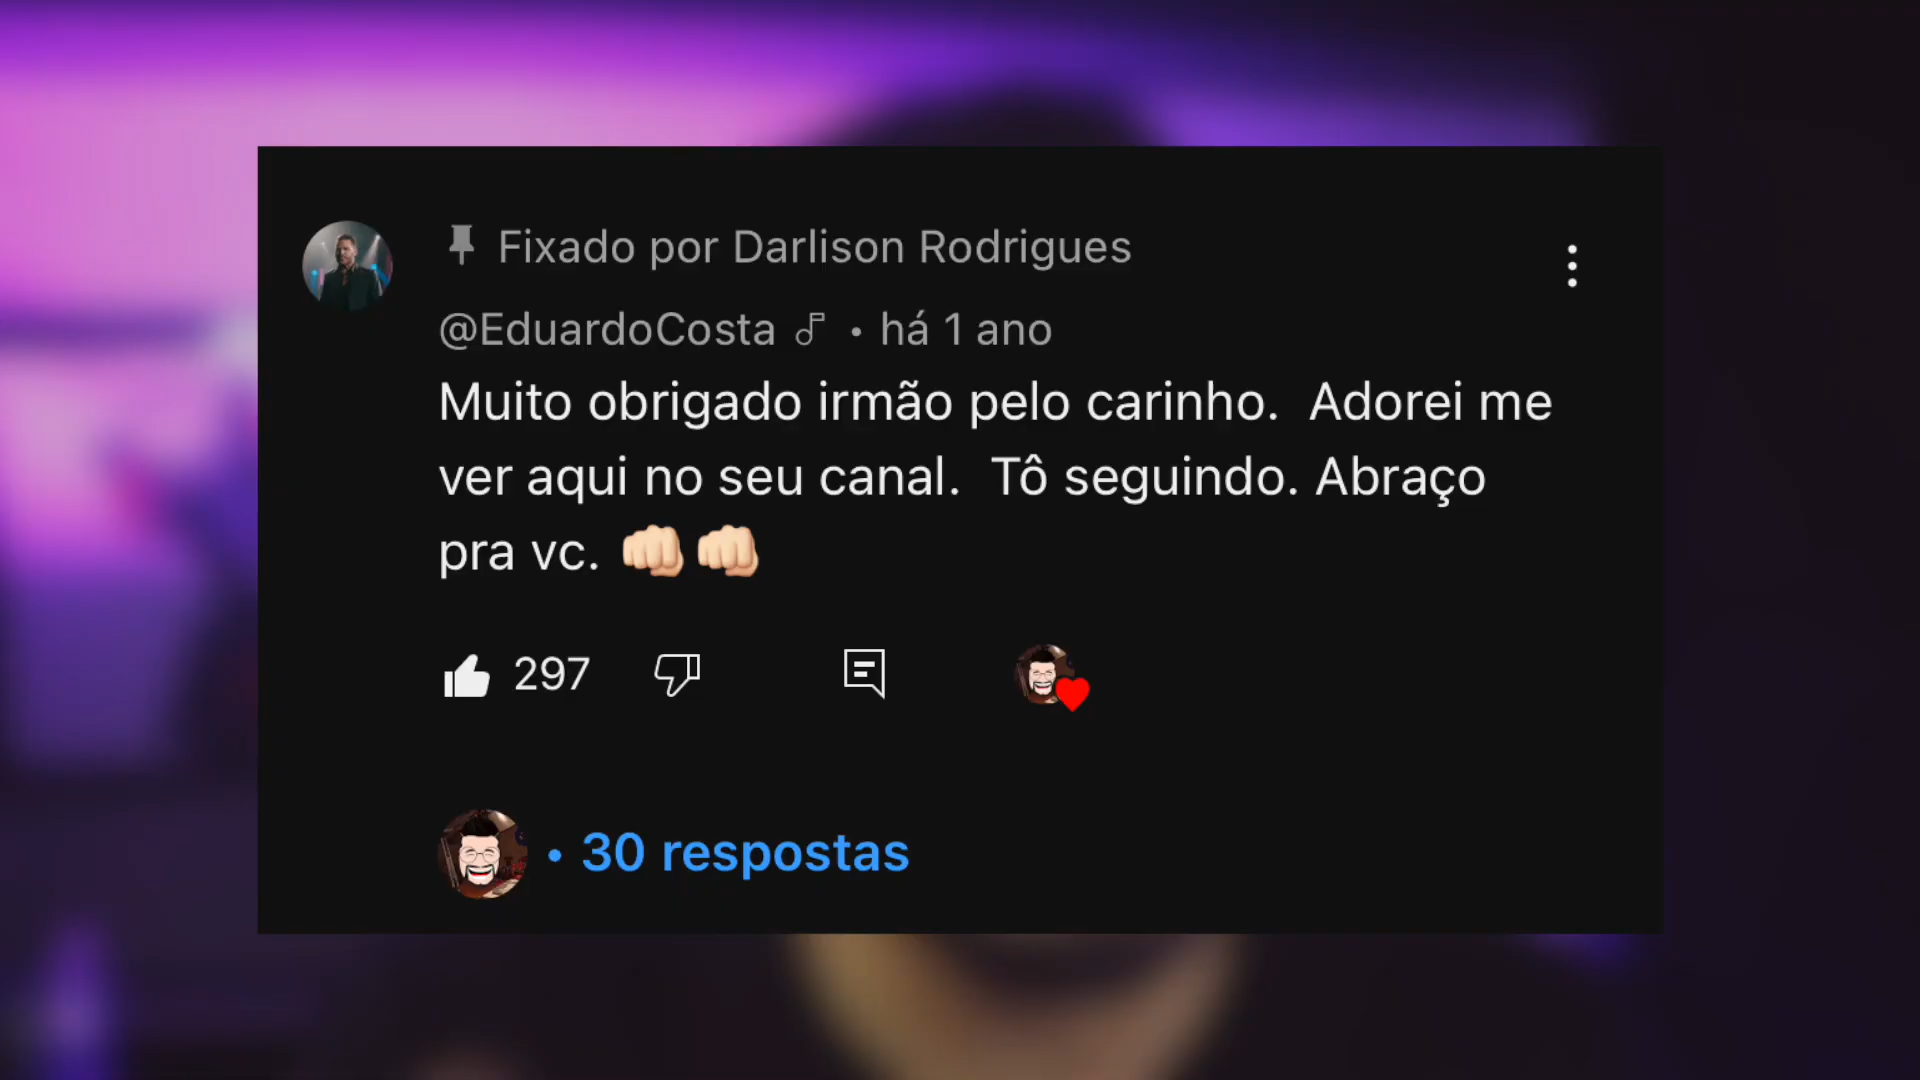 Fixado por Darlison Rodrigues
@EduardoCosta • há 1 ano
Muito obrigado irmão pelo carinho. Adorei me
ver aqui no seu canal. Tô seguindo. Abraço
pra vc. 👊🏻👊🏻
297
• 30 respostas